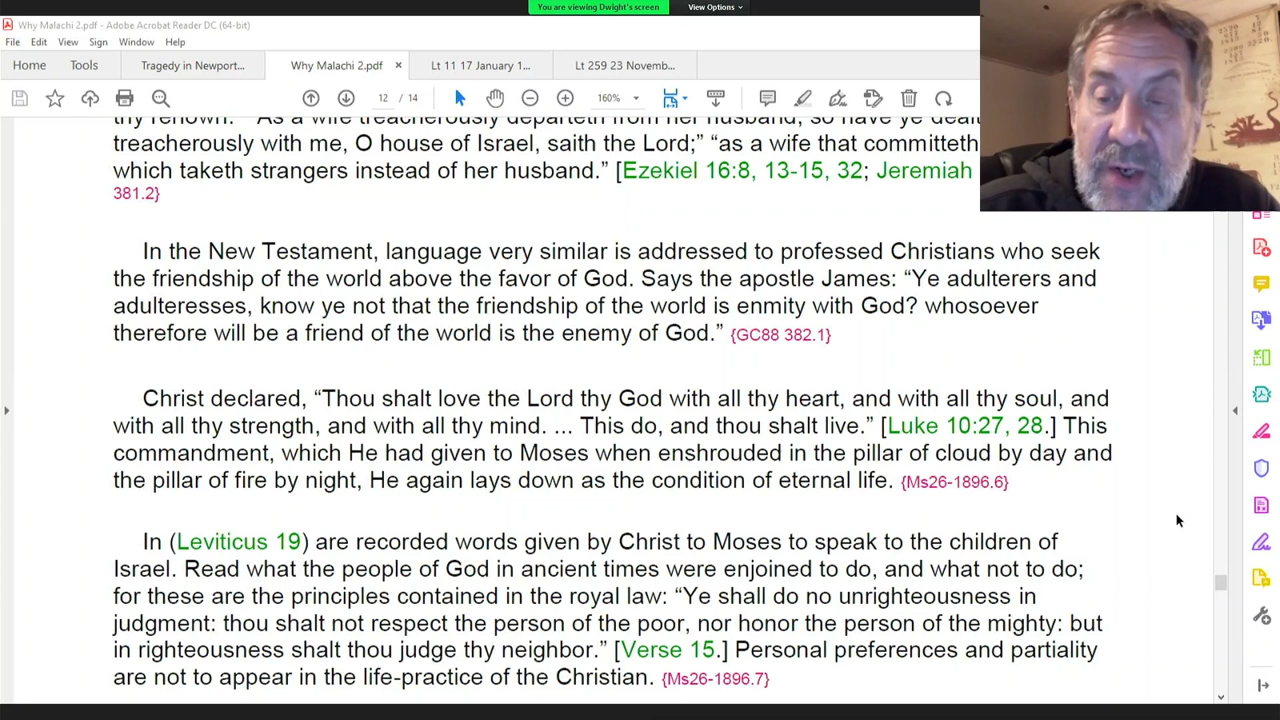 You are viewing Dwight's screen View Options
Why Malachi 2.pdf - Adobe Acrobat Reader DC (64-bit)
File Edit View Sign Window Help
Home Tools Tragedy in Newport... Why Malachi 2.pdf × Lt 11 17 January 1... Lt 259 23 Novemb...
12 / 14 160%
thy renown." "As a wife treacherously departeth from her husband, so have ye dealt
treacherously with me, O house of Israel, saith the Lord;" "as a wife that committeth
which taketh strangers instead of her husband." [Ezekiel 16:8, 13-15, 32; Jeremiah
381.2}
In the New Testament, language very similar is addressed to professed Christians who seek
the friendship of the world above the favor of God. Says the apostle James: "Ye adulterers and
adulteresses, know ye not that the friendship of the world is enmity with God? whosoever
therefore will be a friend of the world is the enemy of God." {GC88 382.1}
Christ declared, "Thou shalt love the Lord thy God with all thy heart, and with all thy soul, and
with all thy strength, and with all thy mind. ... This do, and thou shalt live." [Luke 10:27, 28.] This
commandment, which He had given to Moses when enshrouded in the pillar of cloud by day and
the pillar of fire by night, He again lays down as the condition of eternal life. {Ms26-1896.6}
In (Leviticus 19) are recorded words given by Christ to Moses to speak to the children of
Israel. Read what the people of God in ancient times were enjoined to do, and what not to do;
for these are the principles contained in the royal law: "Ye shall do no unrighteousness in
judgment: thou shalt not respect the person of the poor, nor honor the person of the mighty: but
in righteousness shalt thou judge thy neighbor." [Verse 15.] Personal preferences and partiality
are not to appear in the life-practice of the Christian. {Ms26-1896.7}